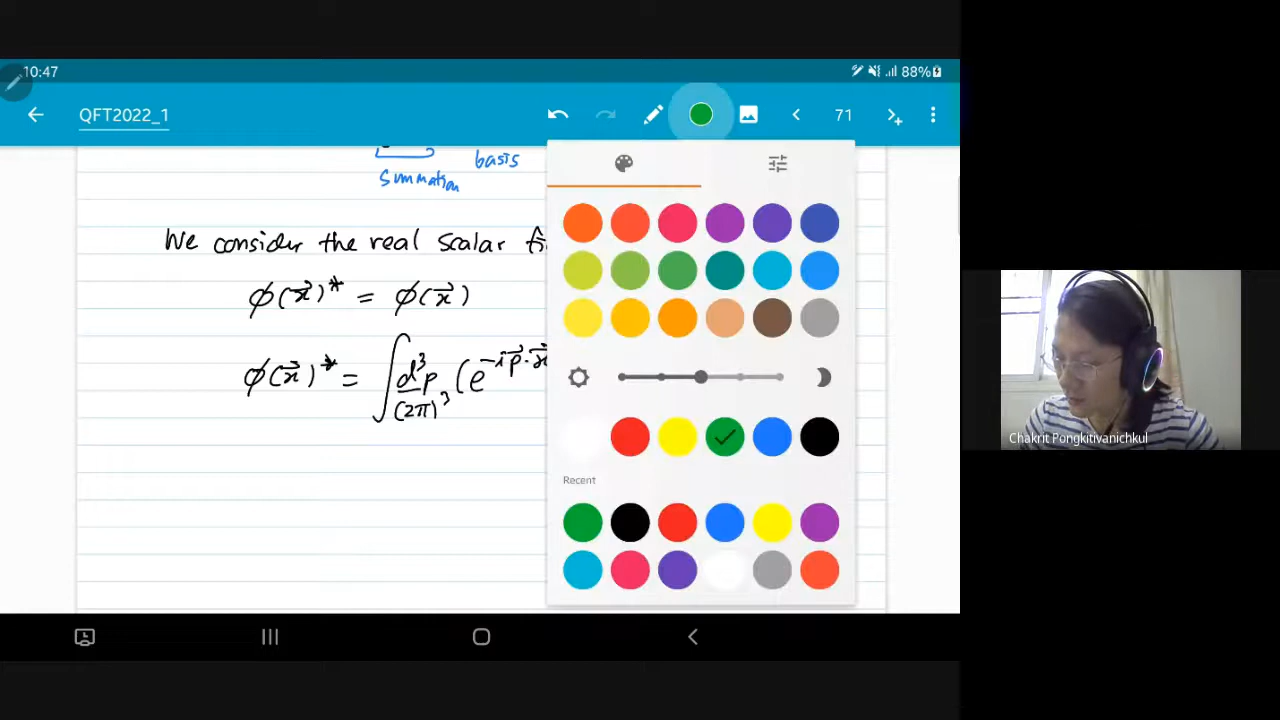 10:47
88%
QFT2022_1
71
basis
Summation
We consider the real scalar
φ(x⃗)* = φ(x⃗)
φ(x⃗)* = ∫ d³p/(2π)³ (e^{-ip⃗·x⃗
Recent
Chakrit Pongkitivanichkul